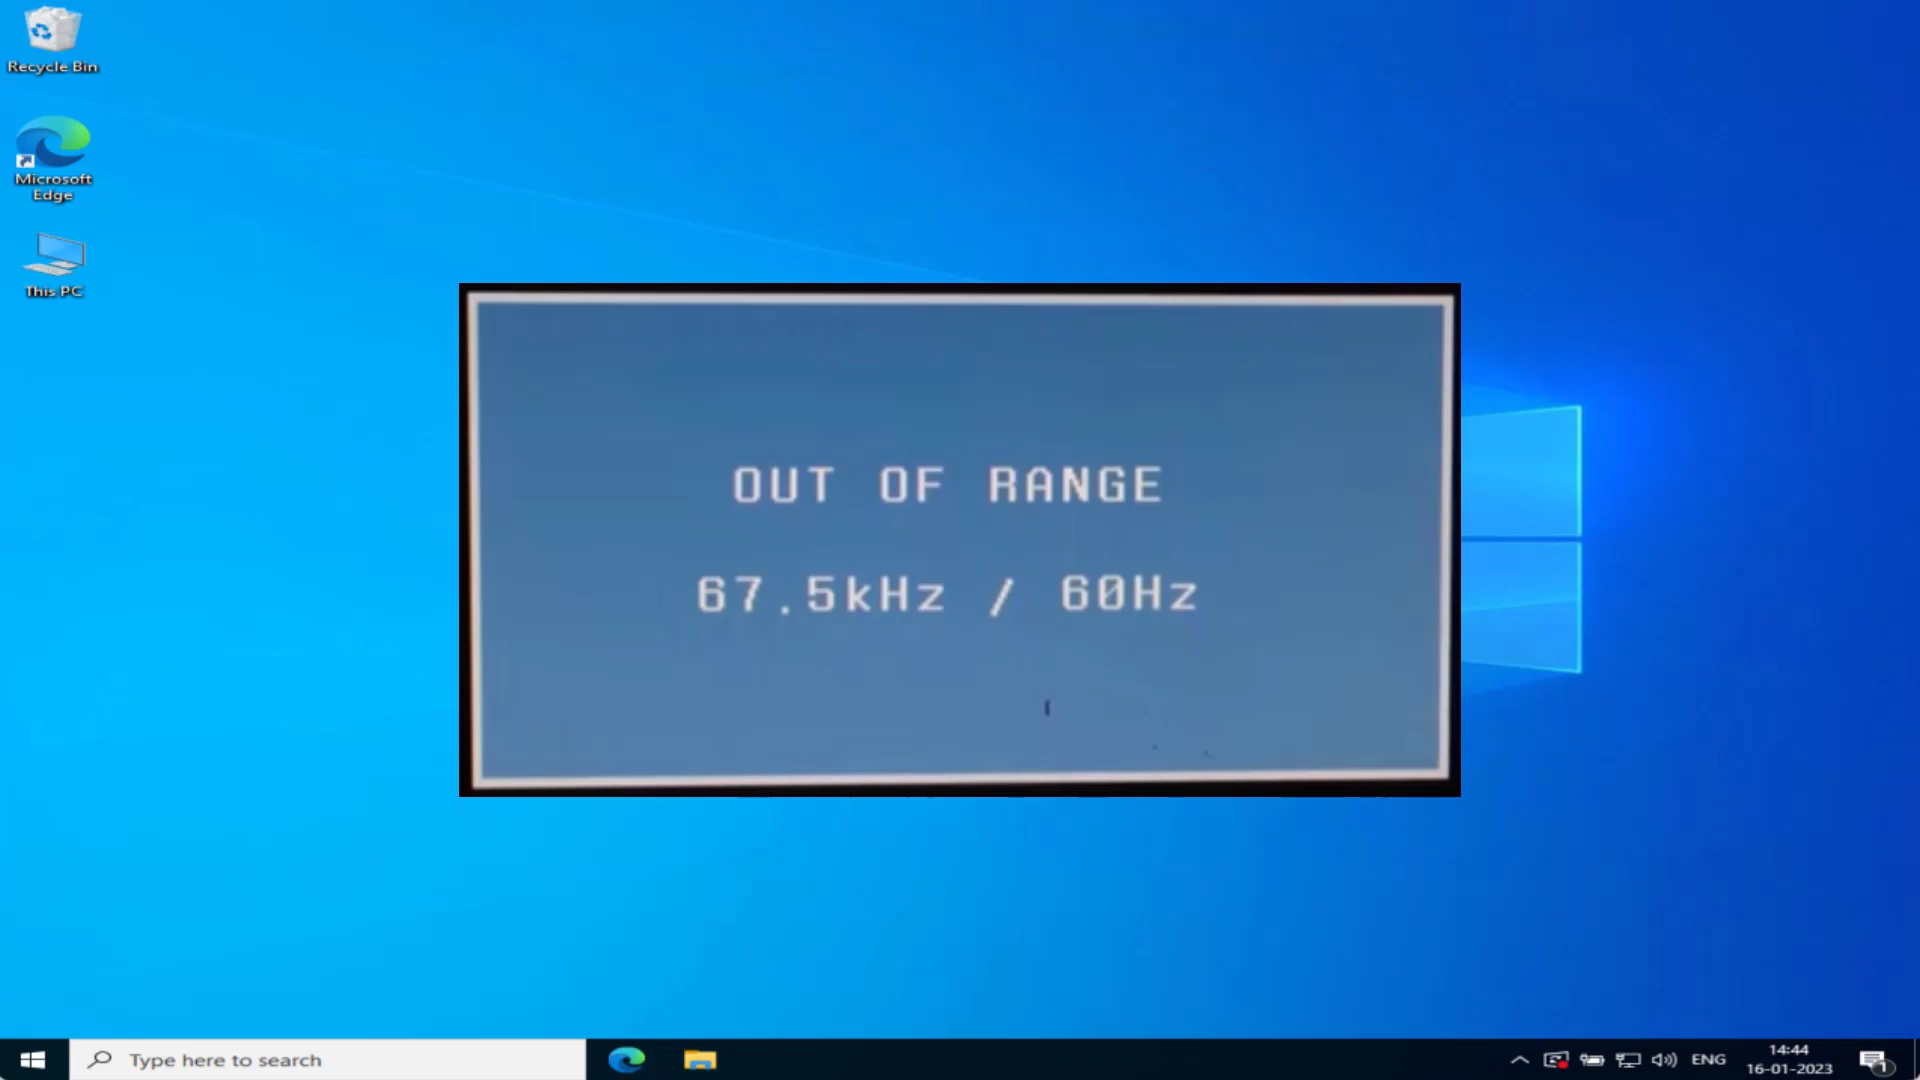 Recycle Bin
Microsoft
Edge
This PC
OUT OF RANGE
67.5kHz / 60Hz
Type here to search
ENG
14:44
16-01-2023
1